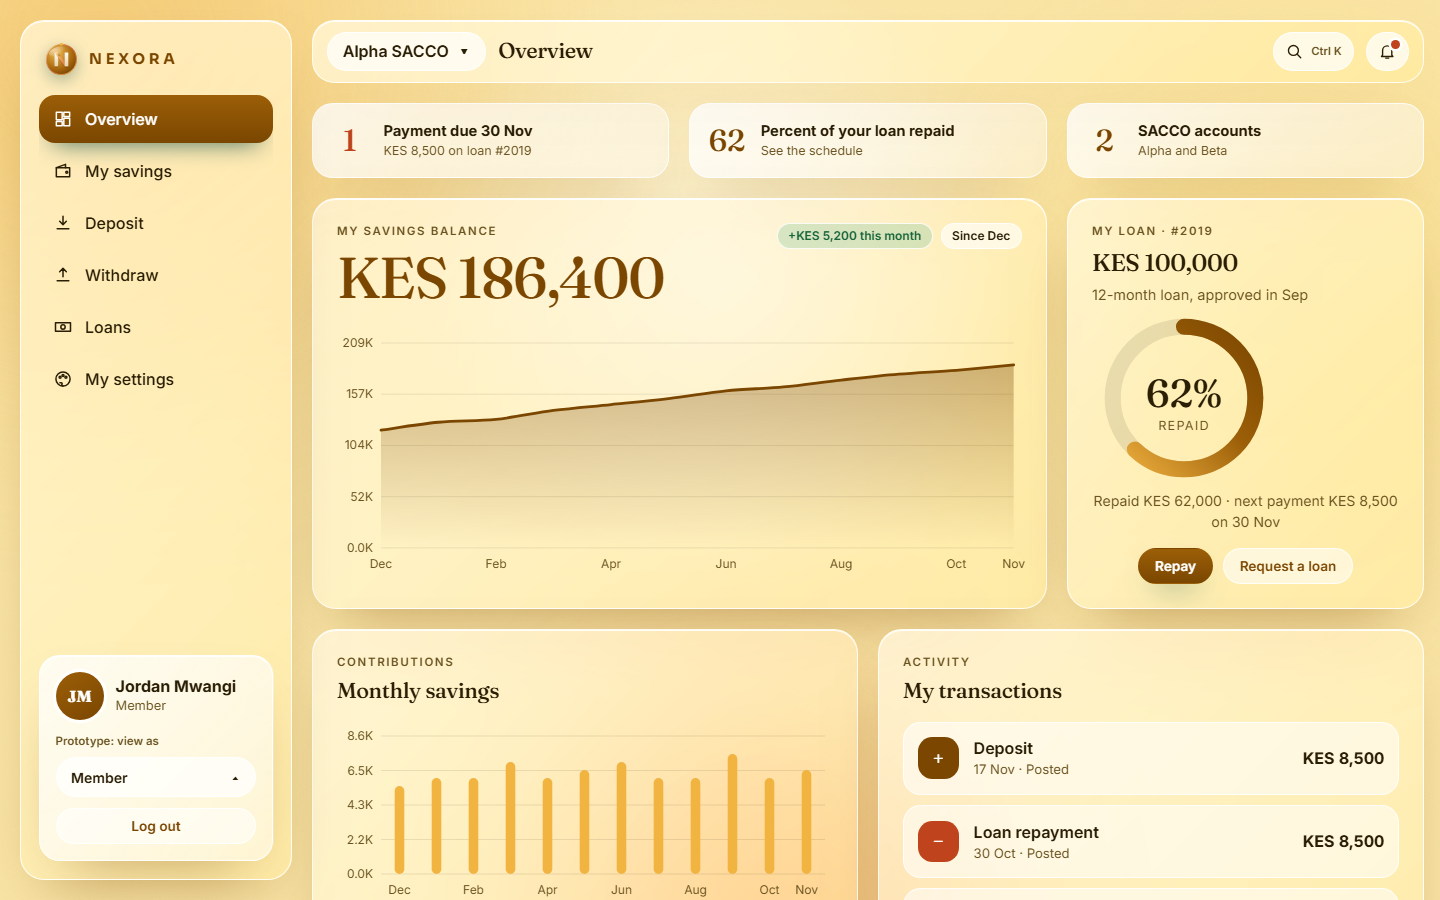 N NEXORA
Overview
My savings
Deposit
Withdraw
Loans
My settings
JM
Jordan Mwangi
Member
Prototype: view as
Member
Log out
Alpha SACCO
Overview
Ctrl K
1
Payment due 30 Nov
KES 8,500 on loan #2019
62
Percent of your loan repaid
See the schedule
2
SACCO accounts
Alpha and Beta
MY SAVINGS BALANCE
KES 186,400
+KES 5,200 this month
Since Dec
209K
157K
104K
52K
0.0K
Dec Feb Apr Jun Aug Oct Nov
MY LOAN · #2019
KES 100,000
12-month loan, approved in Sep
62%
REPAID
Repaid KES 62,000 · next payment KES 8,500
on 30 Nov
Repay
Request a loan
CONTRIBUTIONS
Monthly savings
8.6K
6.5K
4.3K
2.2K
0.0K
Dec Feb Apr Jun Aug Oct Nov
ACTIVITY
My transactions
+
Deposit
17 Nov · Posted
KES 8,500
−
Loan repayment
30 Oct · Posted
KES 8,500